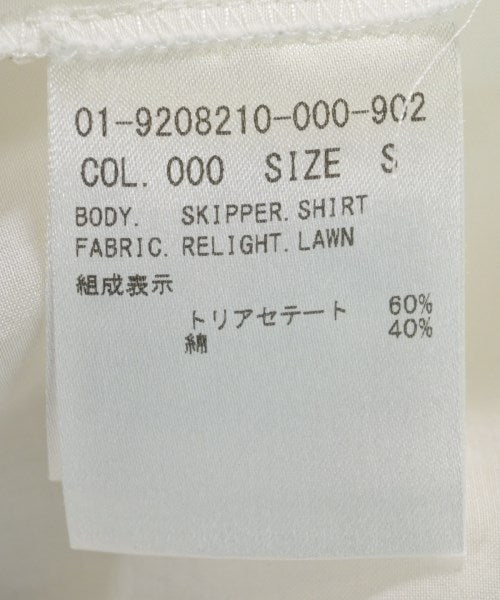 01-9208210-000-902
COL. 000 SIZE S
BODY. SKIPPER. SHIRT
FABRIC. RELIGHT. LAWN
組成表示
トリアセテート 60%
綿 40%